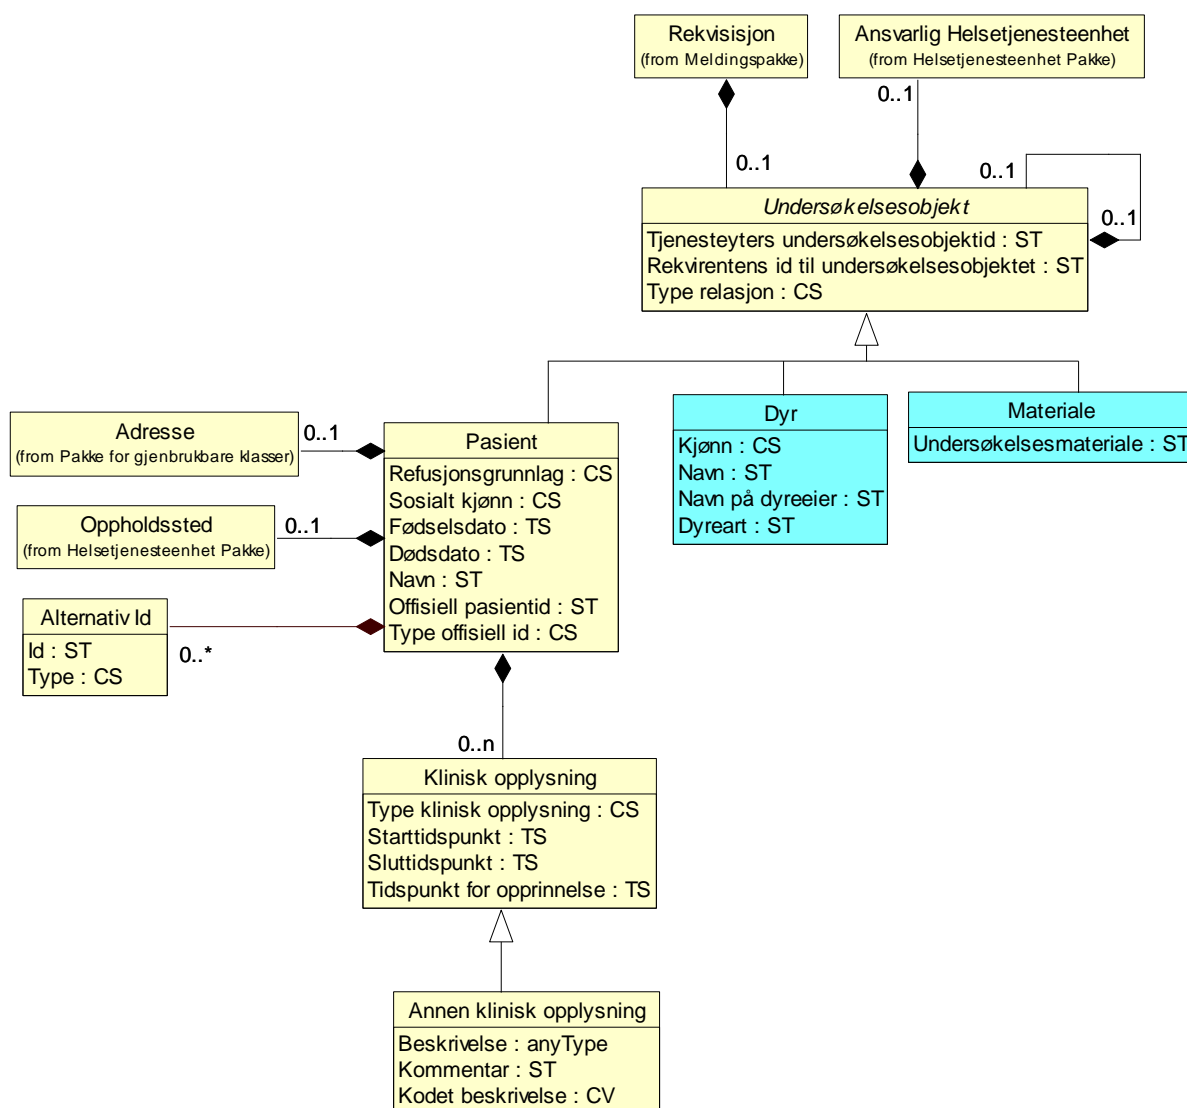 Rekvisisjon
(from Meldingspakke)
Ansvarlig Helsetjenesteenhet
(from Helsetjenesteenhet Pakke)
0..1
0..1
0..1
0..1
Undersøkelsesobjekt
Tjenesteyters undersøkelsesobjektid : ST
Rekvirentens id til undersøkelsesobjektet : ST
Type relasjon : CS
Adresse
(from Pakke for gjenbrukbare klasser)
0..1
Oppholdssted
(from Helsetjenesteenhet Pakke)
0..1
Alternativ Id
Id : ST
Type : CS
0..*
Pasient
Refusjonsgrunnlag : CS
Sosialt kjønn : CS
Fødselsdato : TS
Dødsdato : TS
Navn : ST
Offisiell pasientid : ST
Type offisiell id : CS
Dyr
Kjønn : CS
Navn : ST
Navn på dyreeier : ST
Dyreart : ST
Materiale
Undersøkelsesmateriale : ST
0..n
Klinisk opplysning
Type klinisk opplysning : CS
Starttidspunkt : TS
Sluttidspunkt : TS
Tidspunkt for opprinnelse : TS
Annen klinisk opplysning
Beskrivelse : anyType
Kommentar : ST
Kodet beskrivelse : CV